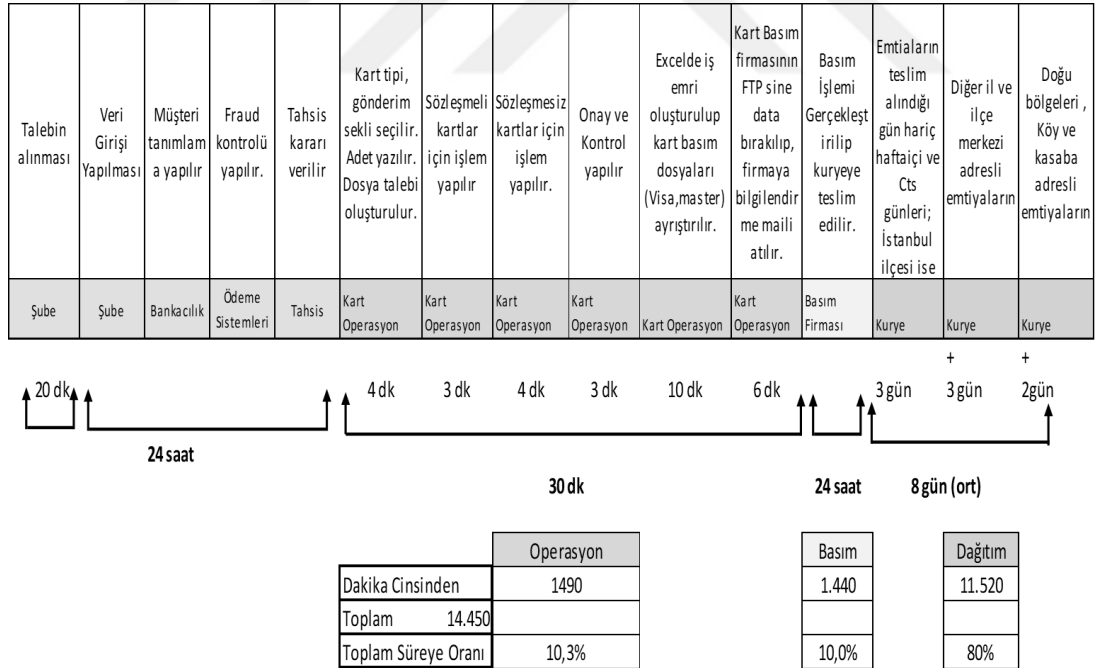 Talebin
alınması
Veri
Girişi
Yapılması
Müşteri
tanımlam
a yapılır
Fraud
kontrolü
yapılır.
Tahsis
kararı
verilir
Kart tipi,
gönderim
sekli seçilir.
Adet yazılır.
Dosya talebi
oluşturulur.
Sözleşmeli
kartlar
için işlem
yapılır
Sözleşmesiz
kartlar için
işlem
yapılır.
Onay ve
Kontrol
yapılır
Excelde iş
emri
oluşturulup
kart basım
dosyaları
(Visa,master)
ayrıştırılır.
Kart Basım
firmasının
FTP sine
data
bırakılıp,
firmaya
bilgilendir
me maili
atılır.
Basım
İşlemi
Gerçekleşt
irilip
kuryeye
teslim
edilir.
Emtiaların
teslim
alındığı
gün hariç
haftaiçi ve
Cts
günleri;
İstanbul
ilçesi ise
Diğer il ve
ilçe
merkezi
adresli
emtiyaların
Doğu
bölgeleri ,
Köy ve
kasaba
adresli
emtiyaların
Şube
Şube
Bankacılık
Ödeme
Sistemleri
Tahsis
Kart
Operasyon
Kart
Operasyon
Kart
Operasyon
Kart
Operasyon
Kart Operasyon
Kart
Operasyon
Basım
Firması
Kurye
Kurye
Kurye
+ +
20 dk 4 dk 3 dk 4 dk 3 dk 10 dk 6 dk 3 gün 3 gün 2gün
24 saat
30 dk 24 saat 8 gün (ort)
Operasyon Basım Dağıtım
Dakika Cinsinden 1490 1.440 11.520
Toplam 14.450
Toplam Süreye Oranı 10,3% 10,0% 80%